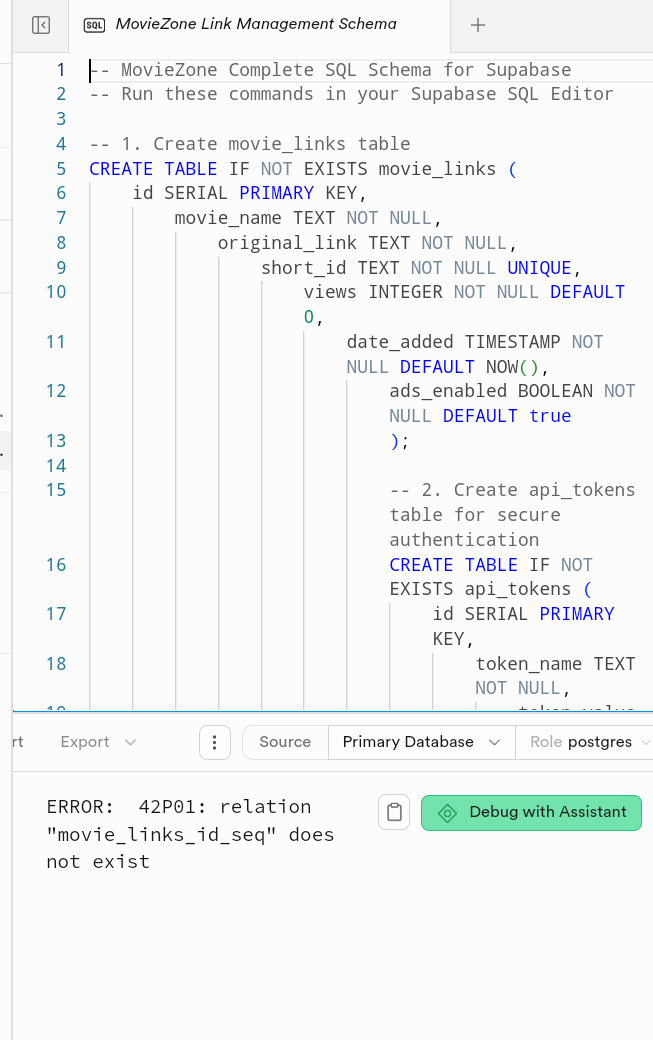 SQL MovieZone Link Management Schema
1 -- MovieZone Complete SQL Schema for Supabase
2 -- Run these commands in your Supabase SQL Editor
3
4 -- 1. Create movie_links table
5 CREATE TABLE IF NOT EXISTS movie_links (
6 id SERIAL PRIMARY KEY,
7 movie_name TEXT NOT NULL,
8 original_link TEXT NOT NULL,
9 short_id TEXT NOT NULL UNIQUE,
10 views INTEGER NOT NULL DEFAULT
0,
11 date_added TIMESTAMP NOT
NULL DEFAULT NOW(),
12 ads_enabled BOOLEAN NOT
NULL DEFAULT true
13 );
14
15 -- 2. Create api_tokens
table for secure
authentication
16 CREATE TABLE IF NOT
EXISTS api_tokens (
17 id SERIAL PRIMARY
KEY,
18 token_name TEXT
NOT NULL,
19 token_value
rt Export Source Primary Database Role postgres
ERROR: 42P01: relation
"movie_links_id_seq" does
not exist
Debug with Assistant